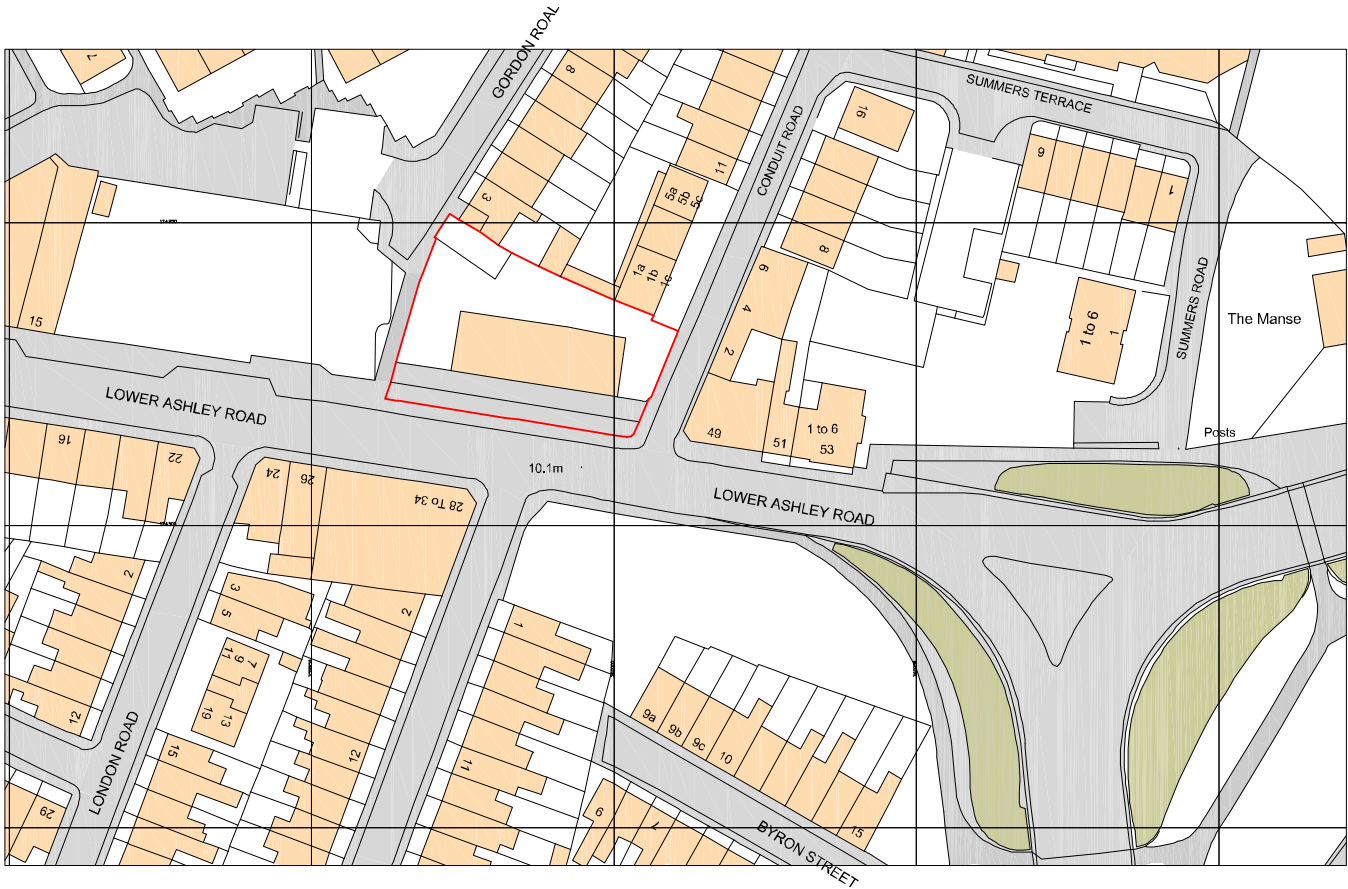 GORDON ROAD
SUMMERS TERRACE
CONDUIT ROAD
8
16
11
6
1
5a
5b
5c
3
8
1a
1b
1c
6
4
2
SUMMERS ROAD
1 to 6
1
The Manse
15
LOWER ASHLEY ROAD
49
51
1 to 6
53
Posts
16
22
24
26
28 To 34
10.1m
LOWER ASHLEY ROAD
2
3
5
2
1
7
9
11
13
19
9a
9b
9c
10
12
LONDON ROAD
15
12
11
15
29
9
7
BYRON STREET